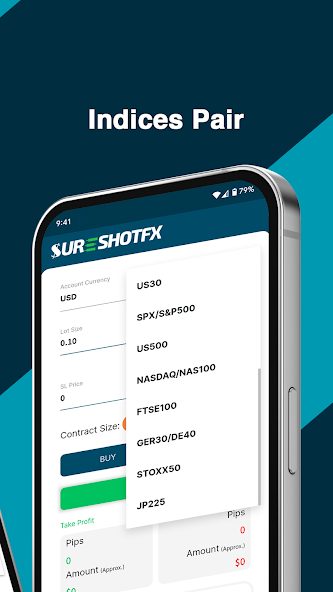 Indices Pair
9:41
79%
$URESHOTFX
Account Currency
USD
US30
SPX/S&P500
Lot Size
0.10
US500
NASDAQ/NAS100
SL Price
0
FTSE100
Contract Size:
GER30/DE40
BUY
STOXX50
JP225
Take Profit
Pips
0
Pips
0
Amount (Approx.)
$0
Amount (Approx.)
$0